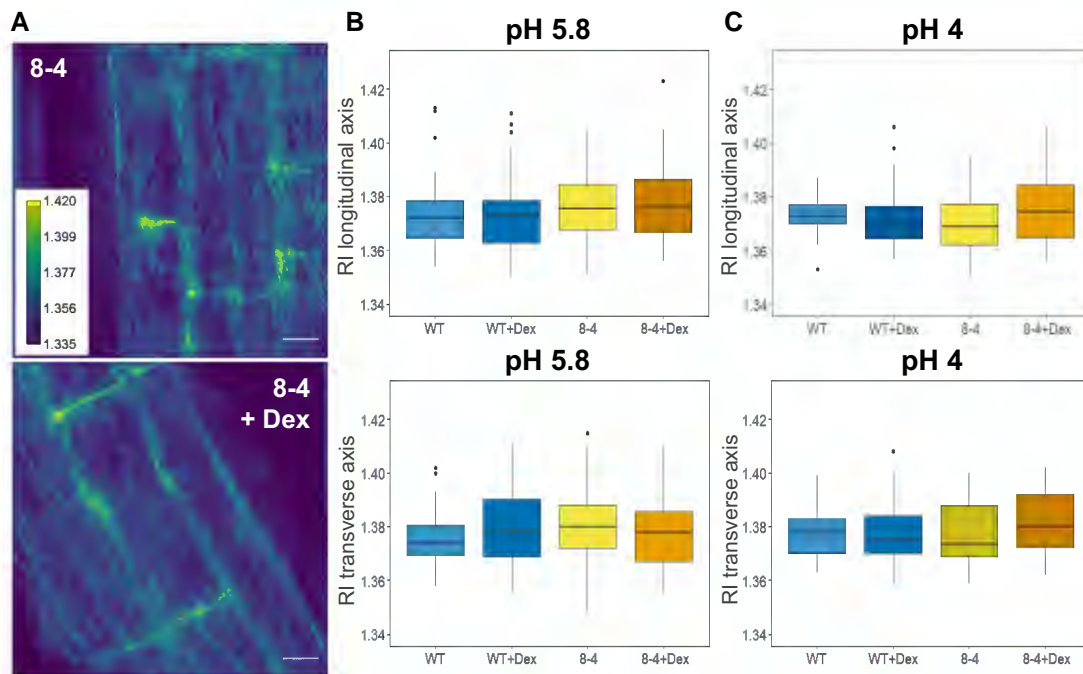 A
8-4
1.420
1.399
1.377
1.356
1.335
8-4
+ Dex
B
pH 5.8
RI longitudinal axis
1.42
1.40
1.38
1.36
1.34
WT
WT+Dex
8-4
8-4+Dex
pH 5.8
RI transverse axis
1.42
1.40
1.38
1.36
1.34
WT
WT+Dex
8-4
8-4+Dex
C
pH 4
RI longitudinal axis
1.42
1.40
1.38
1.36
1.34
WT
WT+Dex
8-4
8-4+Dex
pH 4
RI transverse axis
1.42
1.40
1.38
1.36
1.34
WT
WT+Dex
8-4
8-4+Dex